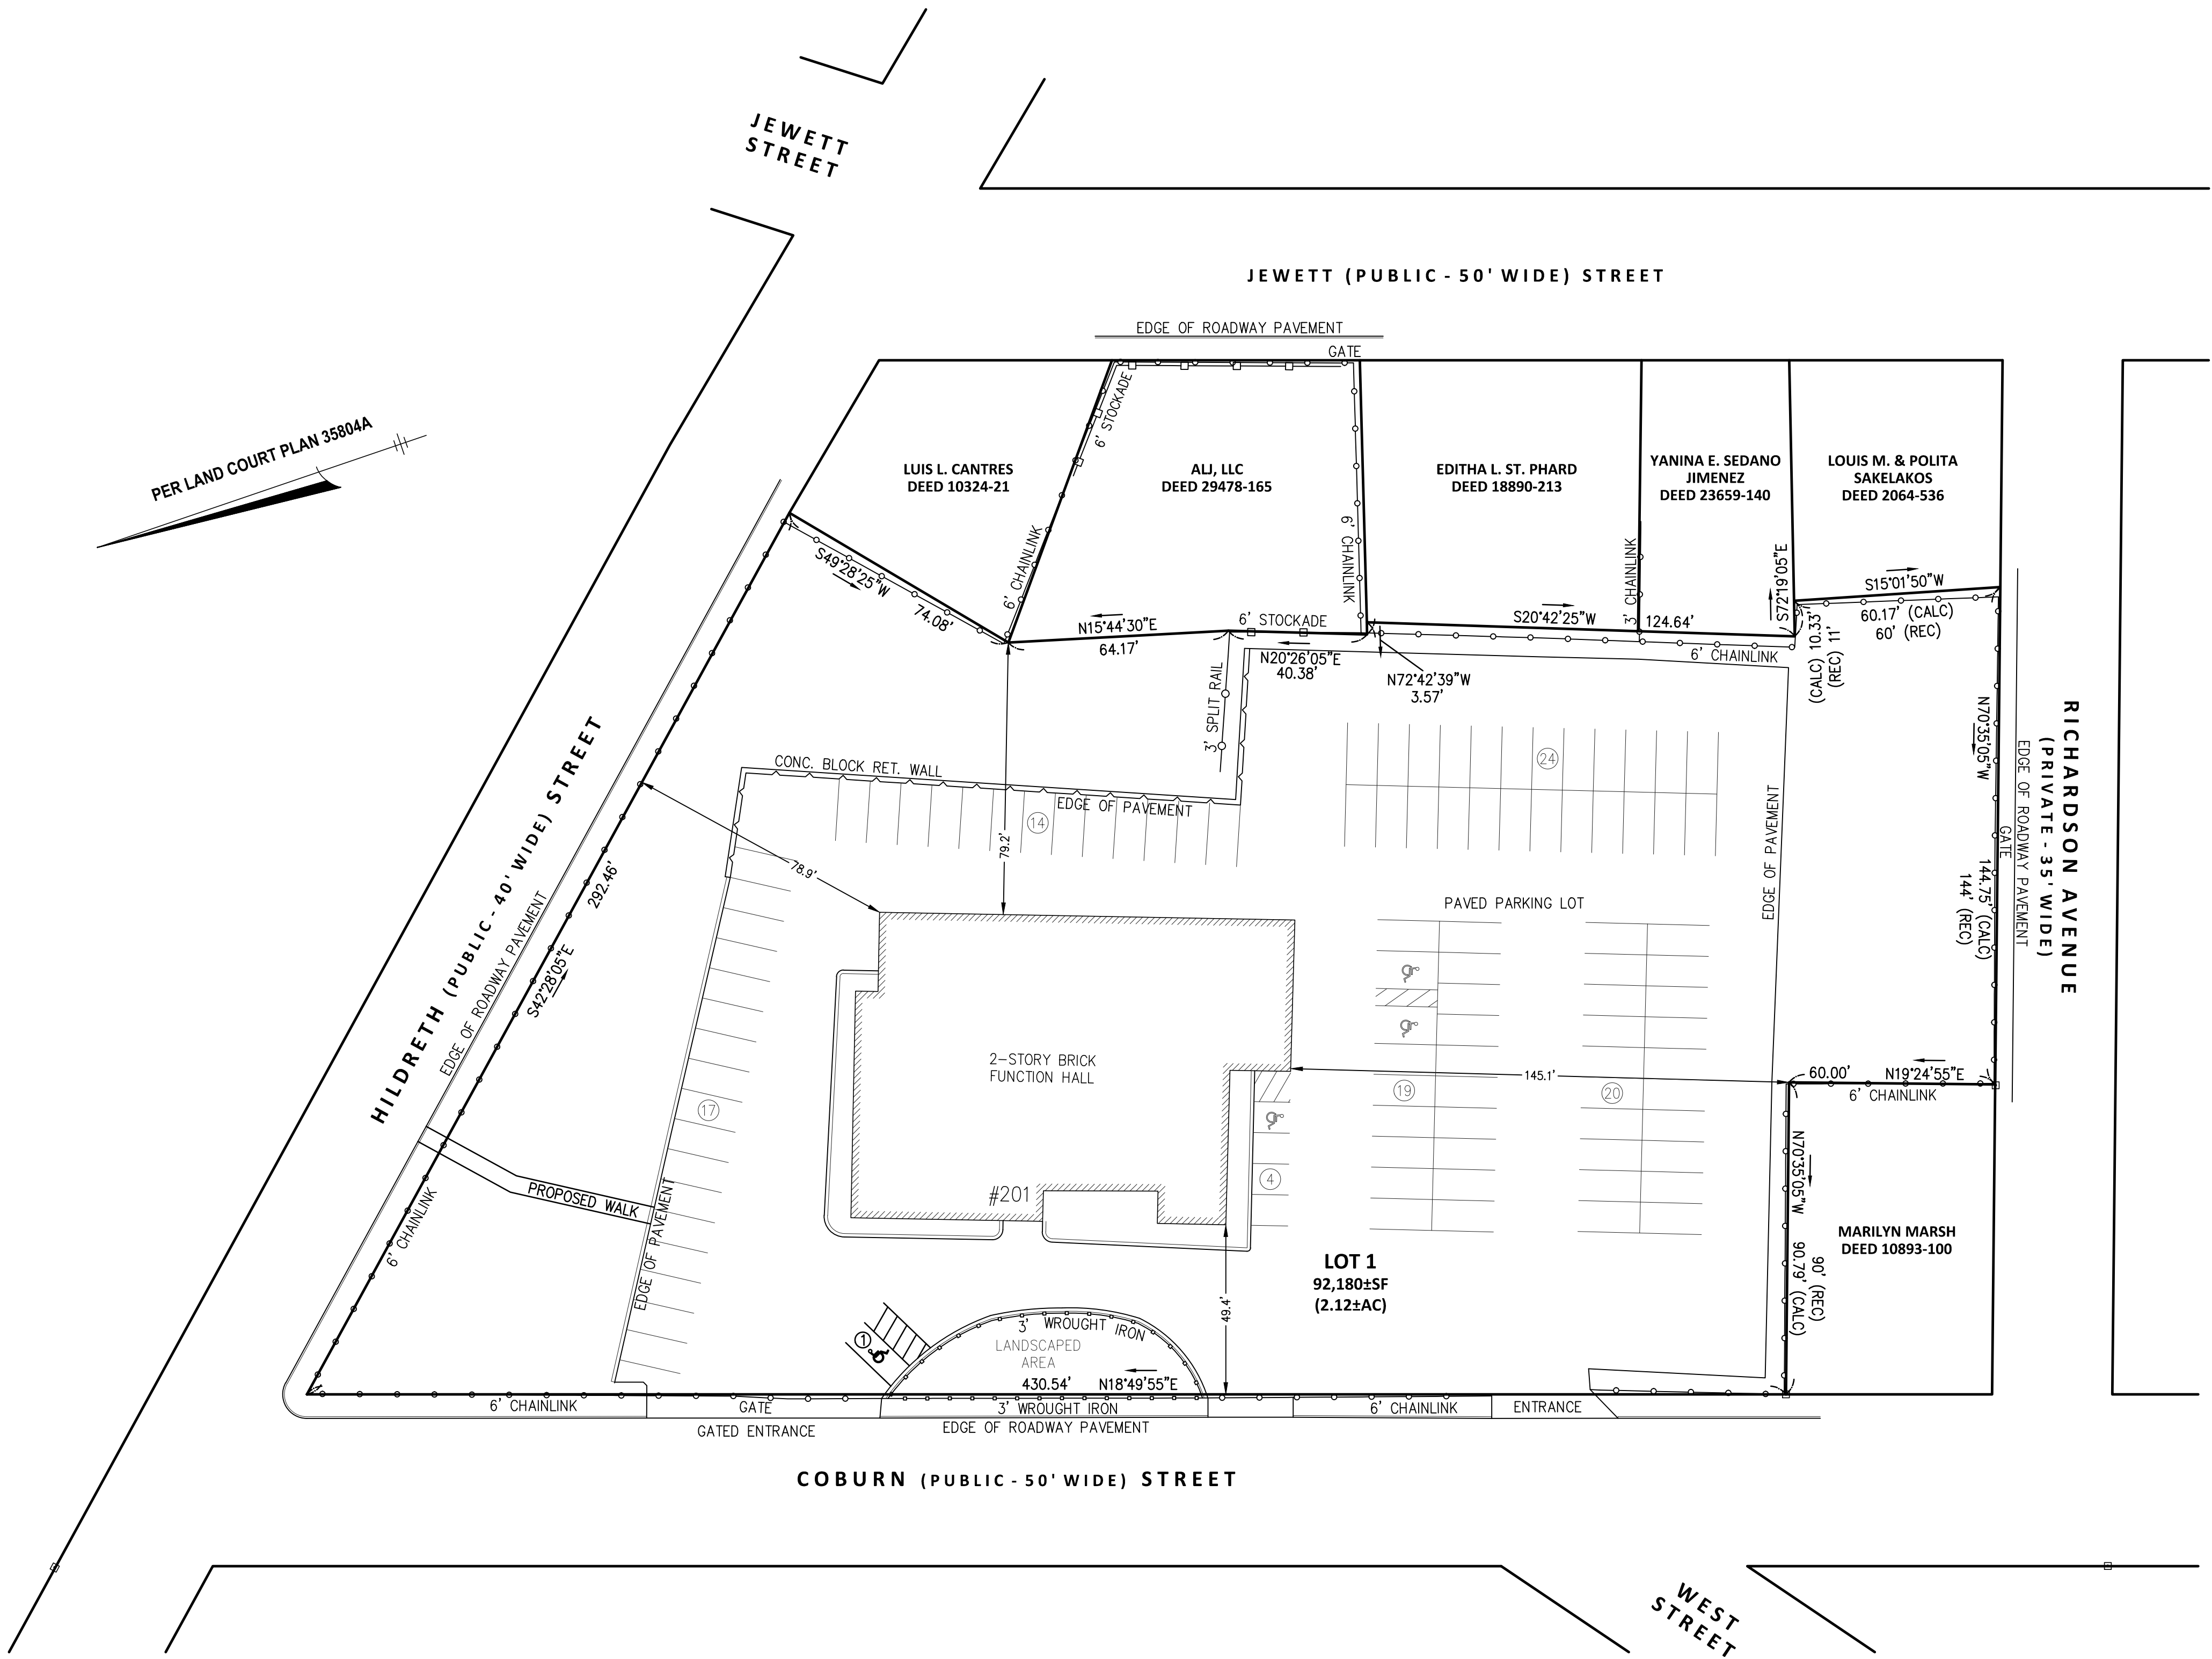 JEWETT
STREET
JEWETT (PUBLIC - 50' WIDE) STREET
EDGE OF ROADWAY PAVEMENT
GATE
PER LAND COURT PLAN 35804A
6' STOCKADE
LUIS L. CANTRES
DEED 10324-21
ALJ, LLC
DEED 29478-165
EDITHA L. ST. PHARD
DEED 18890-213
YANINA E. SEDANO
JIMENEZ
DEED 23659-140
LOUIS M. & POLITA
SAKELAKOS
DEED 2064-536
S49°28'25"W
74.08'
6' CHAINLINK
N15°44'30"E
64.17'
6' STOCKADE
6' CHAINLINK
N20°26'05"E
40.38'
N72°42'39"W
3.57'
S20°42'25"W
124.64'
3' CHAINLINK
6' CHAINLINK
S72°19'05"E
(CALC) 10.33'
(REC) 11'
S15°01'50"W
60.17' (CALC)
60' (REC)
3' SPLIT RAIL
CONC. BLOCK RET. WALL
EDGE OF PAVEMENT
14
24
79.2'
78.9'
EDGE OF PAVEMENT
PAVED PARKING LOT
N70°35'05"W
144.75' (CALC)
144' (REC)
GATE
EDGE OF ROADWAY PAVEMENT
RICHARDSON AVENUE
(PRIVATE - 35' WIDE)
HILDRETH (PUBLIC - 40' WIDE) STREET
EDGE OF ROADWAY PAVEMENT
292.46'
S42°28'05"E
6' CHAINLINK
PROPOSED WALK
EDGE OF PAVEMENT
17
2-STORY BRICK
FUNCTION HALL
#201
145.1'
19
20
4
60.00'
N19°24'55"E
6' CHAINLINK
N70°35'05"W
90.79' (CALC)
90' (REC)
MARILYN MARSH
DEED 10893-100
LOT 1
92,180±SF
(2.12±AC)
49.4'
1
3' WROUGHT IRON
LANDSCAPED
AREA
430.54'
N18°49'55"E
6' CHAINLINK
GATE
3' WROUGHT IRON
6' CHAINLINK
ENTRANCE
GATED ENTRANCE
EDGE OF ROADWAY PAVEMENT
COBURN (PUBLIC - 50' WIDE) STREET
WEST
STREET